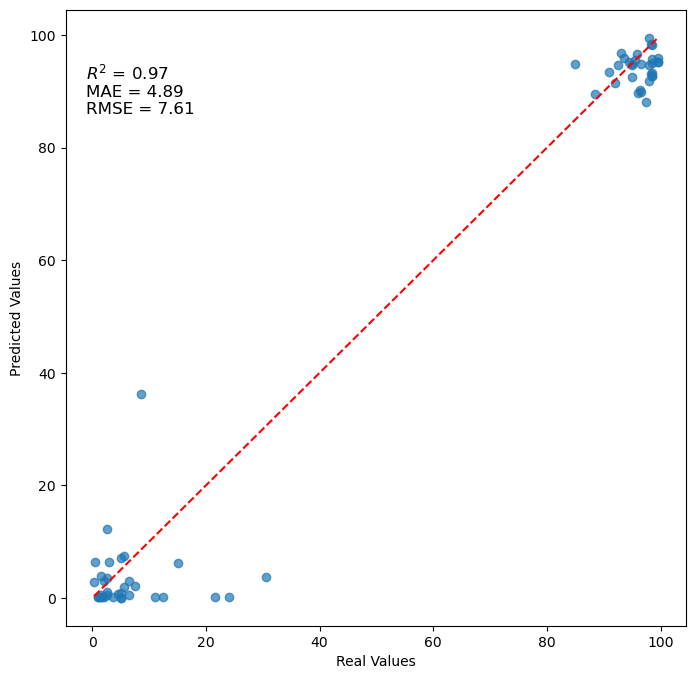 100
80
60
40
20
0
Predicted Values
R² = 0.97
MAE = 4.89
RMSE = 7.61
0 20 40 60 80 100
Real Values